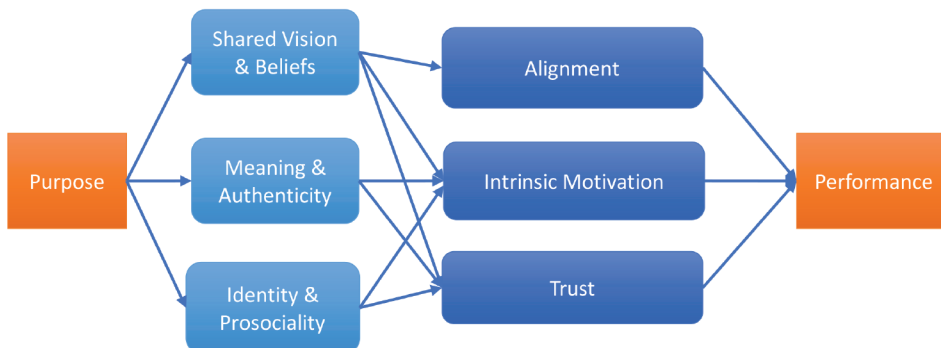 Purpose
Shared Vision
& Beliefs
Meaning &
Authenticity
Identity &
Prosociality
Alignment
Intrinsic Motivation
Trust
Performance